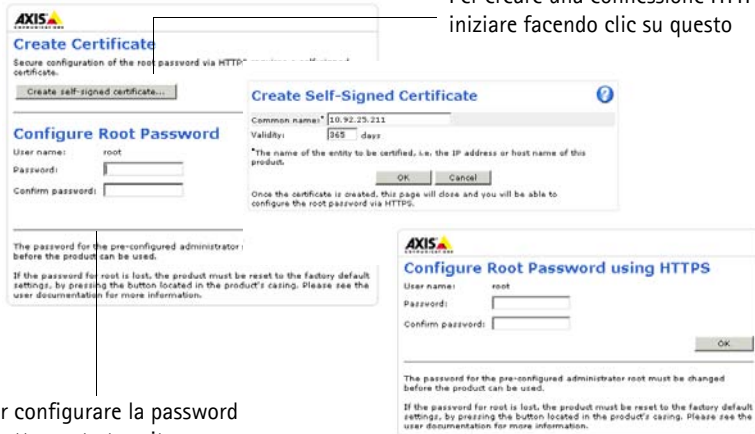 Per creare una connessione HTT
iniziare facendo clic su questo
AXIS
COMMUNICATIONS
Create Certificate
Secure configuration of the root password via HTTPS requires a self-signed
certificate.
Create self-signed certificate...
Configure Root Password
User name: root
Password:
Confirm password:
The password for the pre-configured administrator
before the product can be used.
If the password for root is lost, the product must be reset to the factory default
settings, by pressing the button located in the product's casing. Please see the
user documentation for more information.
Create Self-Signed Certificate
Common name:* 10.92.25.211
Validity: 365 days
*The name of the entity to be certified, i.e. the IP address or host name of this
product.
OK Cancel
Once the certificate is created, this page will close and you will be able to
configure the root password via HTTPS.
AXIS
COMMUNICATIONS
Configure Root Password using HTTPS
User name: root
Password:
Confirm password:
OK
The password for the pre-configured administrator root must be changed
before the product can be used.
If the password for root is lost, the product must be reset to the factory default
settings, by pressing the button located in the product's casing. Please see the
user documentation for more information.
r configurare la password